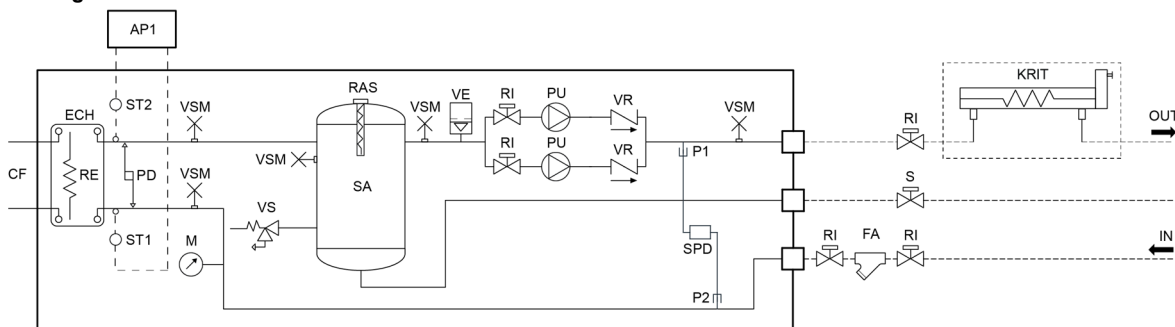 AP1
KRIT
RAS
VE
RI
PU
VR
ECH
ST2
VSM
VSM
VSM
RI
OUT
VSM
RI
PU
VR
P1
CF
RE
PD
SA
VSM
S
VS
ST1
M
SPD
RI
FA
RI
IN
P2